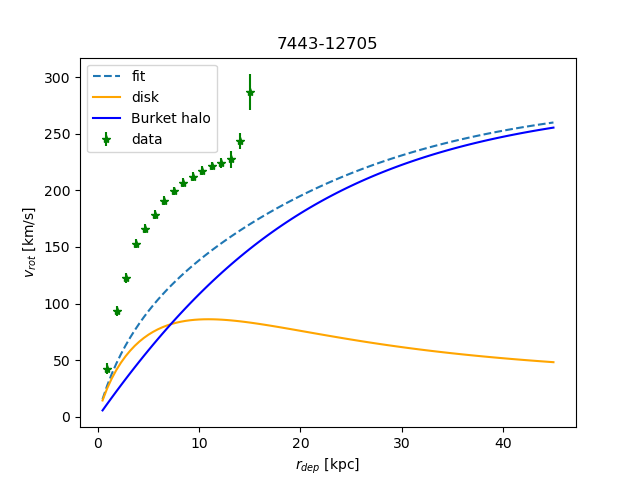 7443-12705
fit
disk
Burket halo
data
300
250
200
150
100
50
0
v_rot [km/s]
0 10 20 30 40
r_dep [kpc]